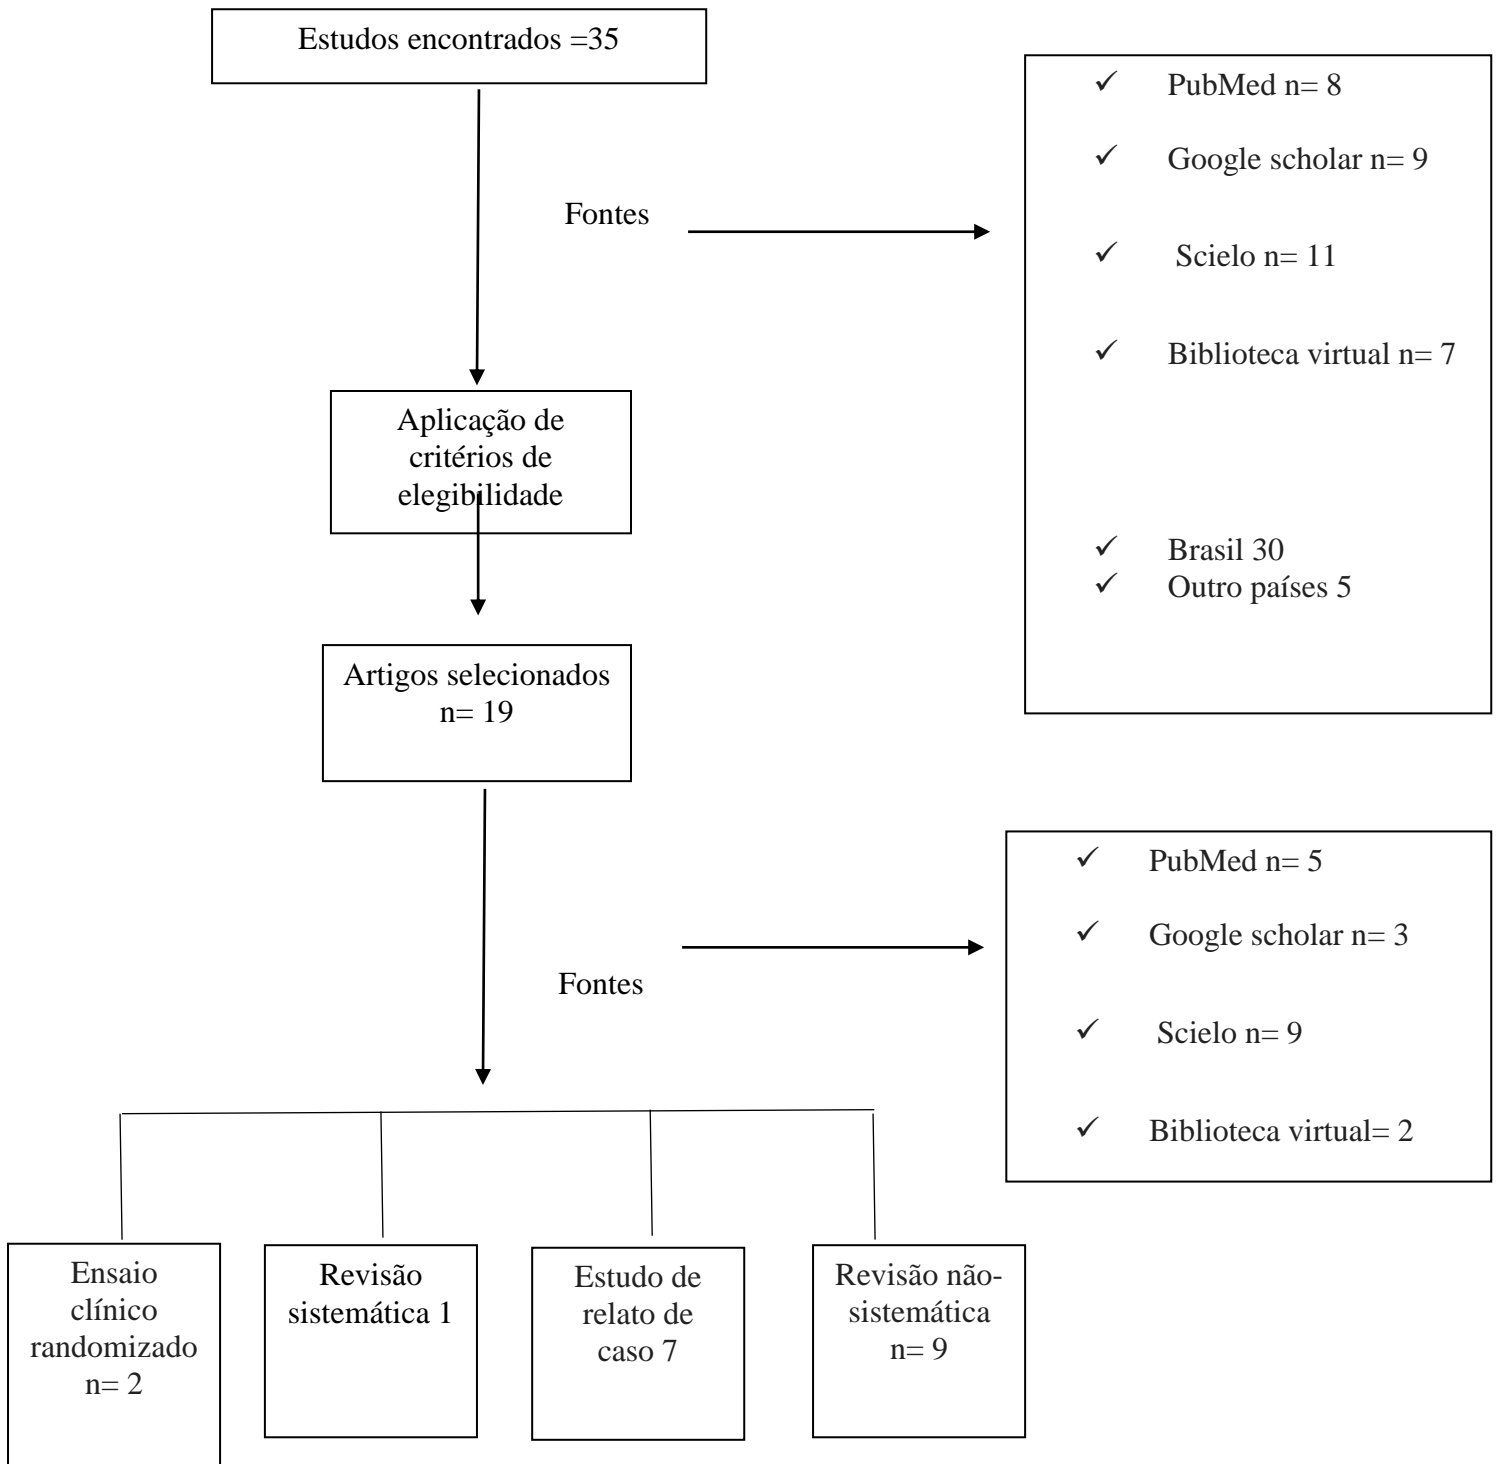 Estudos encontrados =35
✓ PubMed n= 8
✓ Google scholar n= 9
Fontes
✓ Scielo n= 11
✓ Biblioteca virtual n= 7
✓ Brasil 30
✓ Outro países 5
Aplicação de
critérios de
elegibilidade
Artigos selecionados
n= 19
Fontes
✓ PubMed n= 5
✓ Google scholar n= 3
✓ Scielo n= 9
✓ Biblioteca virtual= 2
Ensaio
clínico
randomizado
n= 2
Revisão
sistemática 1
Estudo de
relato de
caso 7
Revisão não-
sistemática
n= 9